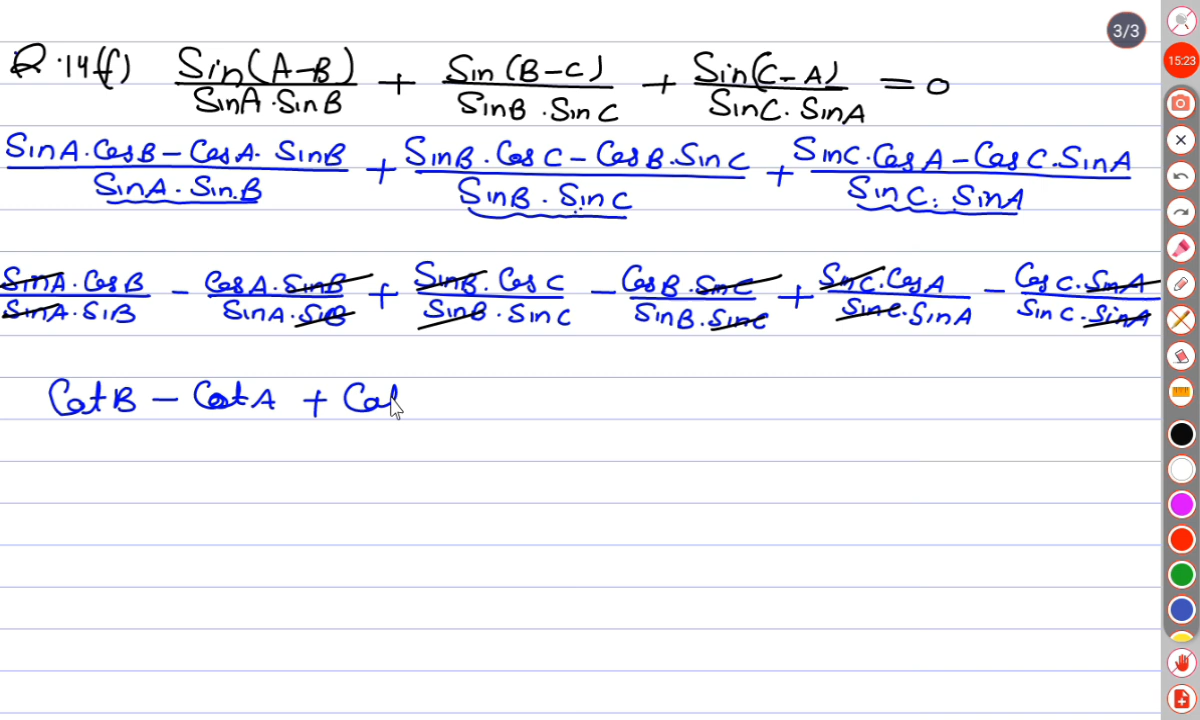 3/3
15:23
Q.14(f) Sin(A-B)/SinA.SinB + Sin(B-C)/SinB.SinC + Sin(C-A)/SinC.SinA = 0
SinA.CosB-CosA.SinB/SinA.Sin.B + SinB.CosC-CosB.SinC/SinB.SinC + SinC.CosA-CosC.SinA/SinC.SinA
SinA.CosB/SinA.SinB - CosA.SinB/SinA.SinB + SinB.CosC/SinB.SinC - CosB.SinC/SinB.SinC + SinC.CosA/SinC.SinA - CosC.SinA/SinC.SinA
CotB - CotA + Co